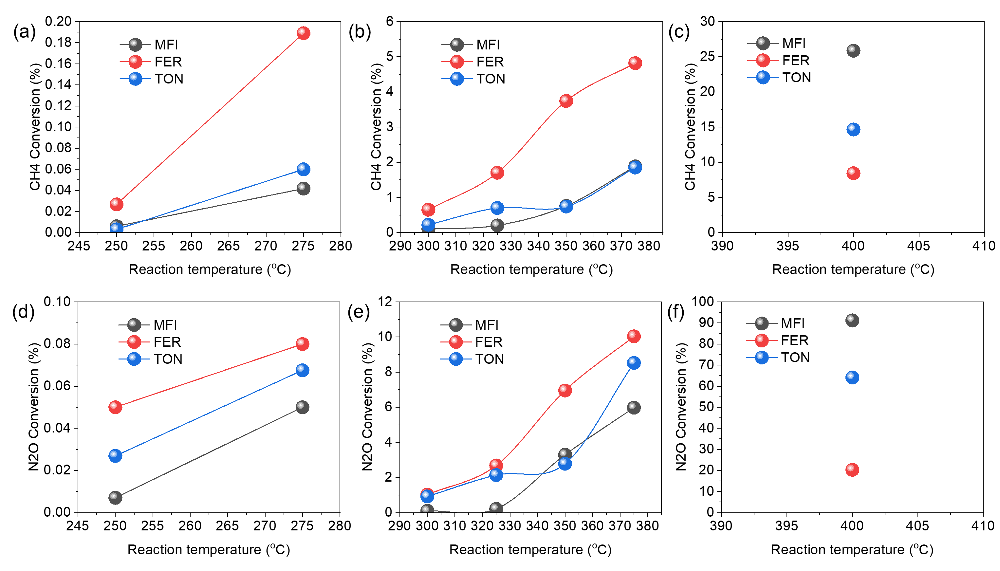 (a)
CH4 Conversion (%)
0.20
0.18
0.16
0.14
0.12
0.10
0.08
0.06
0.04
0.02
0.00
MFI
FER
TON
245 250 255 260 265 270 275 280
Reaction temperature (oC)
(b)
CH4 Conversion (%)
6
5
4
3
2
1
0
MFI
FER
TON
290 300 310 320 330 340 350 360 370 380
Reaction temperature (oC)
(c)
CH4 Conversion (%)
30
25
20
15
10
5
0
MFI
FER
TON
390 395 400 405 410
Reaction temperature (oC)
(d)
N2O Conversion (%)
0.10
0.08
0.06
0.04
0.02
0.00
MFI
FER
TON
245 250 255 260 265 270 275 280
Reaction temperature (oC)
(e)
N2O Conversion (%)
12
10
8
6
4
2
0
MFI
FER
TON
290 300 310 320 330 340 350 360 370 380
Reaction temperature (oC)
(f)
N2O Conversion (%)
100
90
80
70
60
50
40
30
20
10
0
MFI
FER
TON
390 395 400 405 410
Reaction temperature (oC)